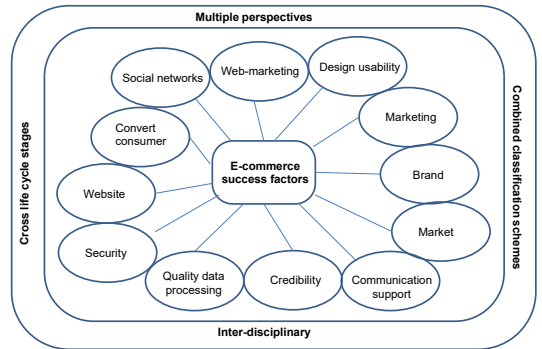 Multiple perspectives
Social networks
Web-marketing
Design usability
Convert
consumer
Marketing
Cross life cycle stages
E-commerce
success factors
Combined classification schemes
Website
Brand
Security
Market
Quality data
processing
Credibility
Communication
support
Inter-disciplinary